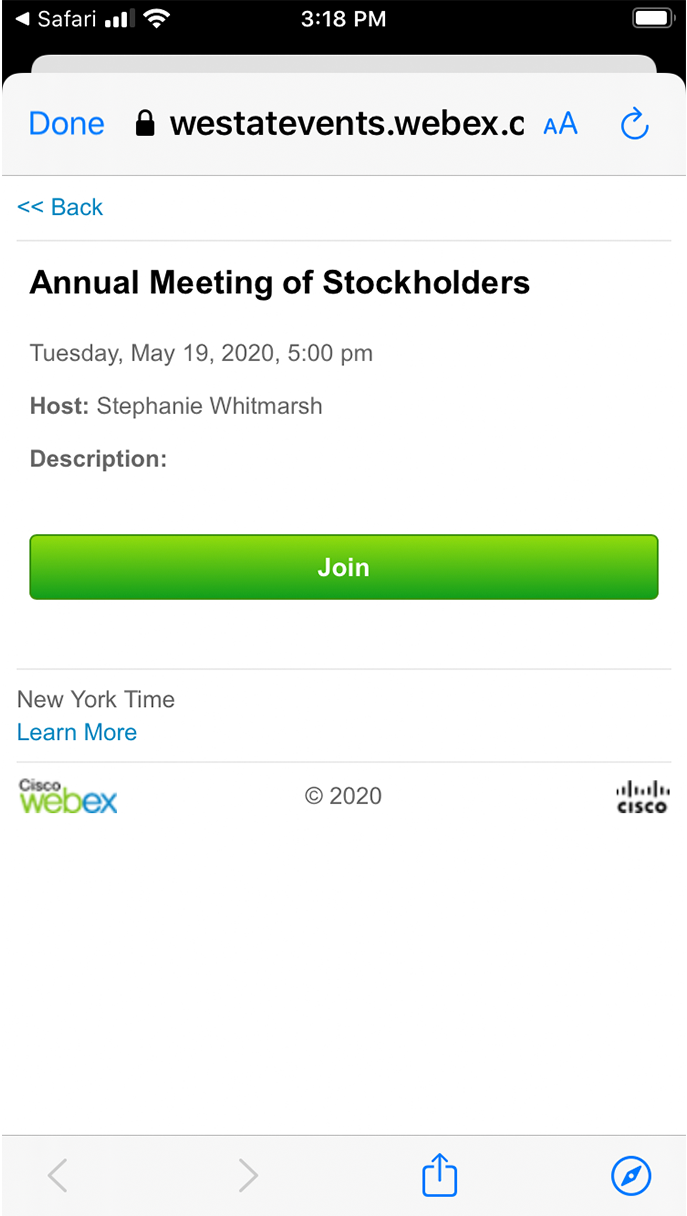 Safari 3:18 PM
Done westatevents.webex.c AA
<< Back
Annual Meeting of Stockholders
Tuesday, May 19, 2020, 5:00 pm
Host: Stephanie Whitmarsh
Description:
Join
New York Time
Learn More
Cisco webex © 2020 cisco